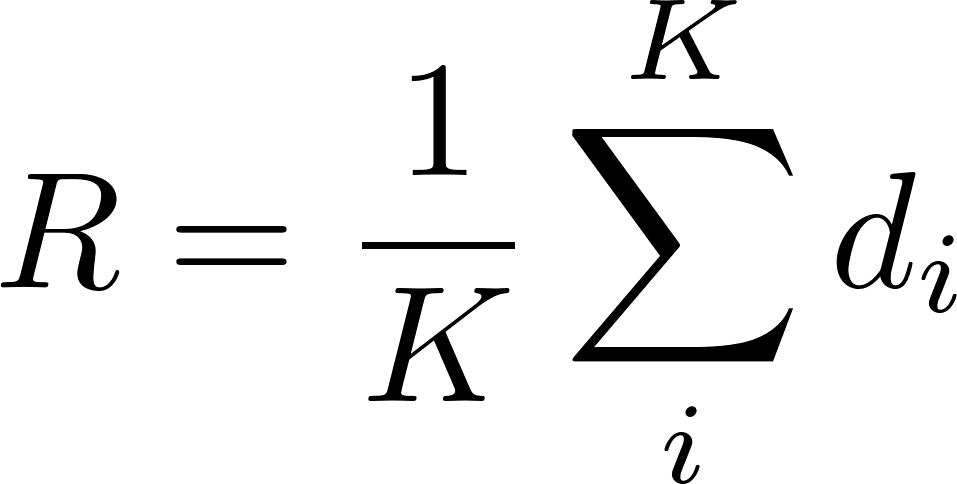 R = \frac{1}{K} \sum_{i}^{K} d_i